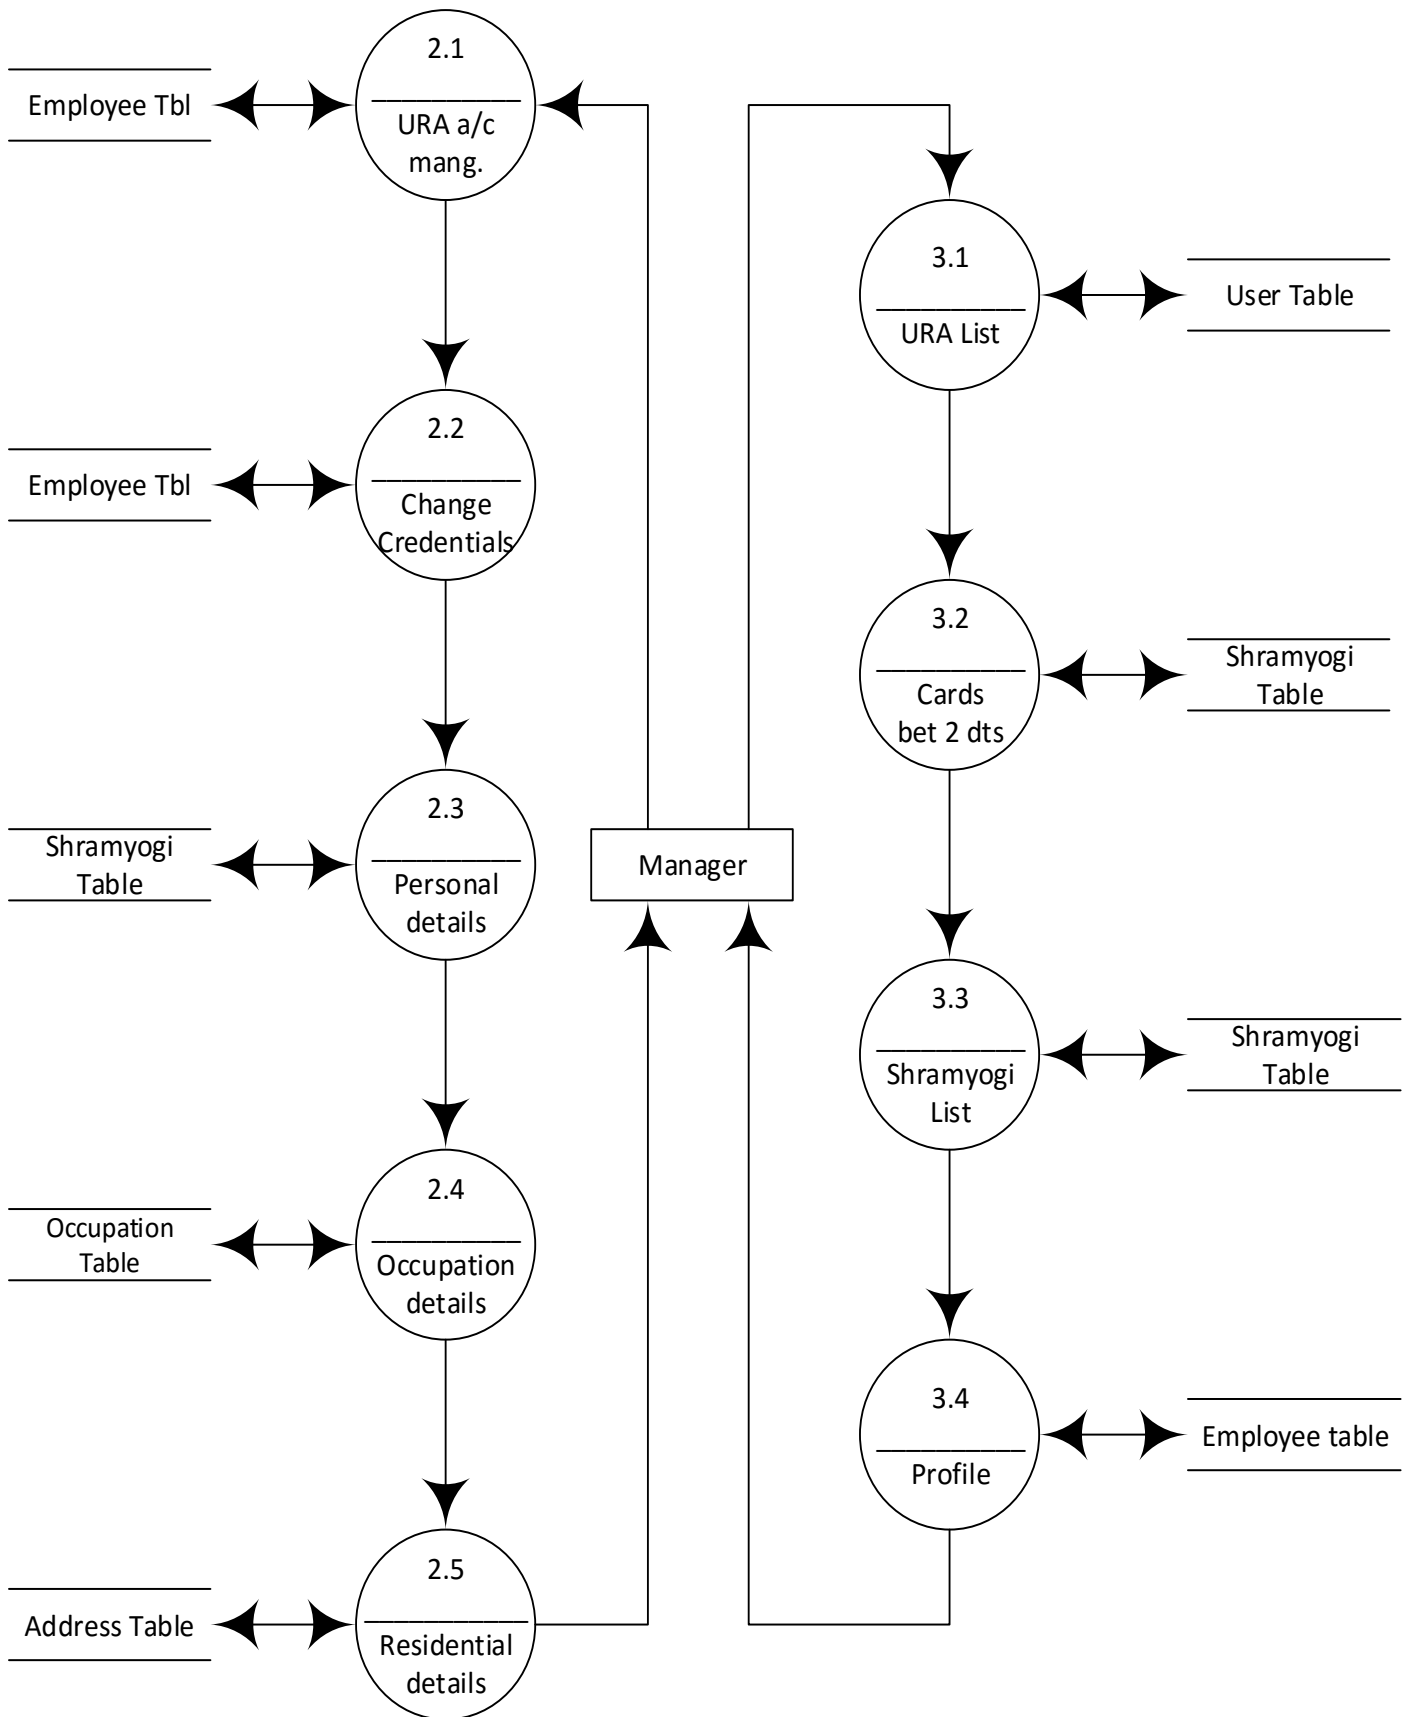 2.1
Employee Tbl
URA a/c
mang.
2.2
Employee Tbl
Change
Credentials
2.3
Shramyogi
Table
Personal
details
2.4
Occupation
Table
Occupation
details
2.5
Address Table
Residential
details
Manager
3.1
URA List
User Table
3.2
Cards
bet 2 dts
Shramyogi
Table
3.3
Shramyogi
List
Shramyogi
Table
3.4
Profile
Employee table